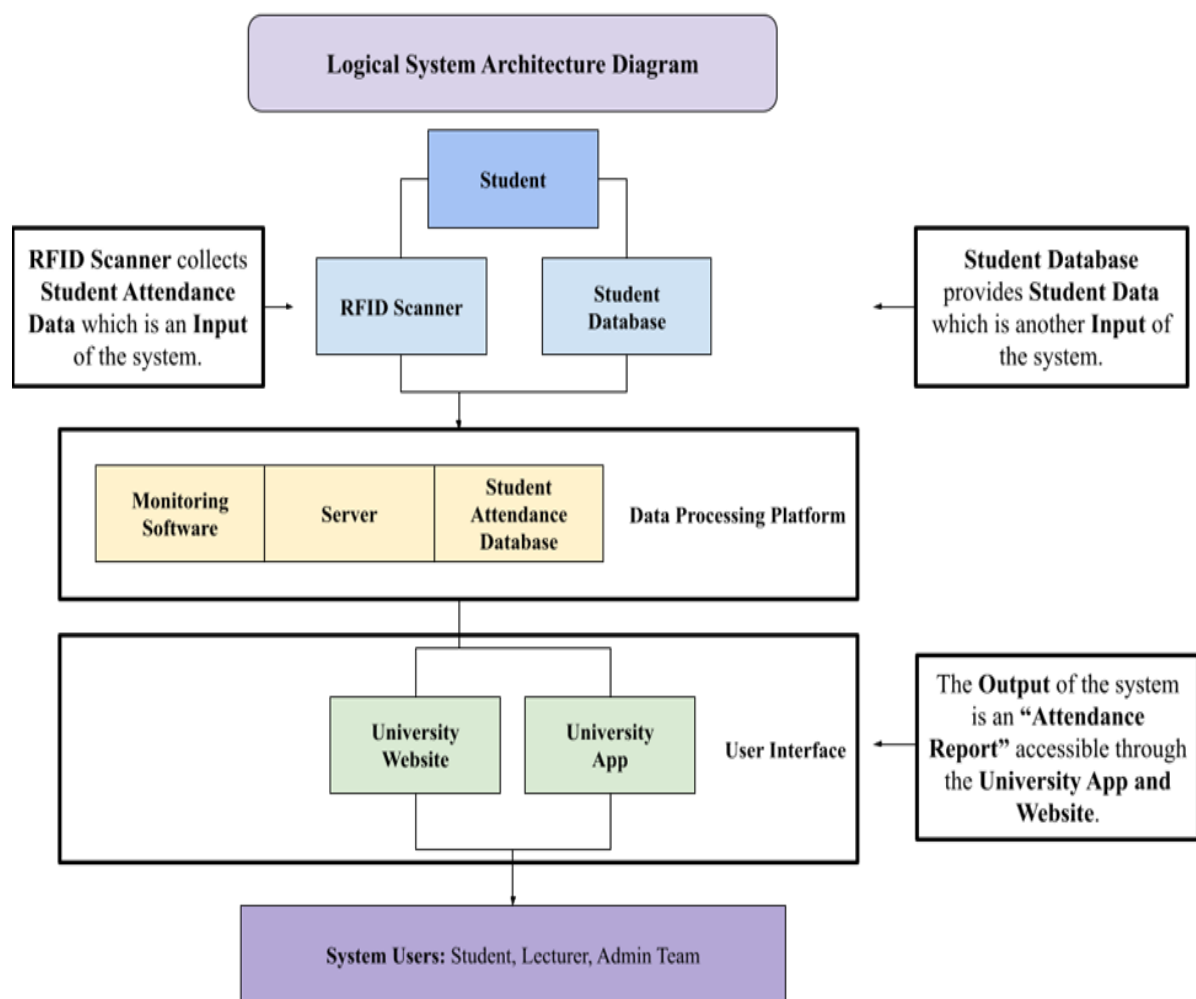 Logical System Architecture Diagram
Student
RFID Scanner collects
Student Attendance
Data which is an Input
of the system.
RFID Scanner
Student
Database
Student Database
provides Student Data
which is another Input of
the system.
Monitoring
Software
Server
Student
Attendance
Database
Data Processing Platform
University
Website
University
App
User Interface
The Output of the system
is an “Attendance
Report” accessible through
the University App and
Website.
System Users: Student, Lecturer, Admin Team